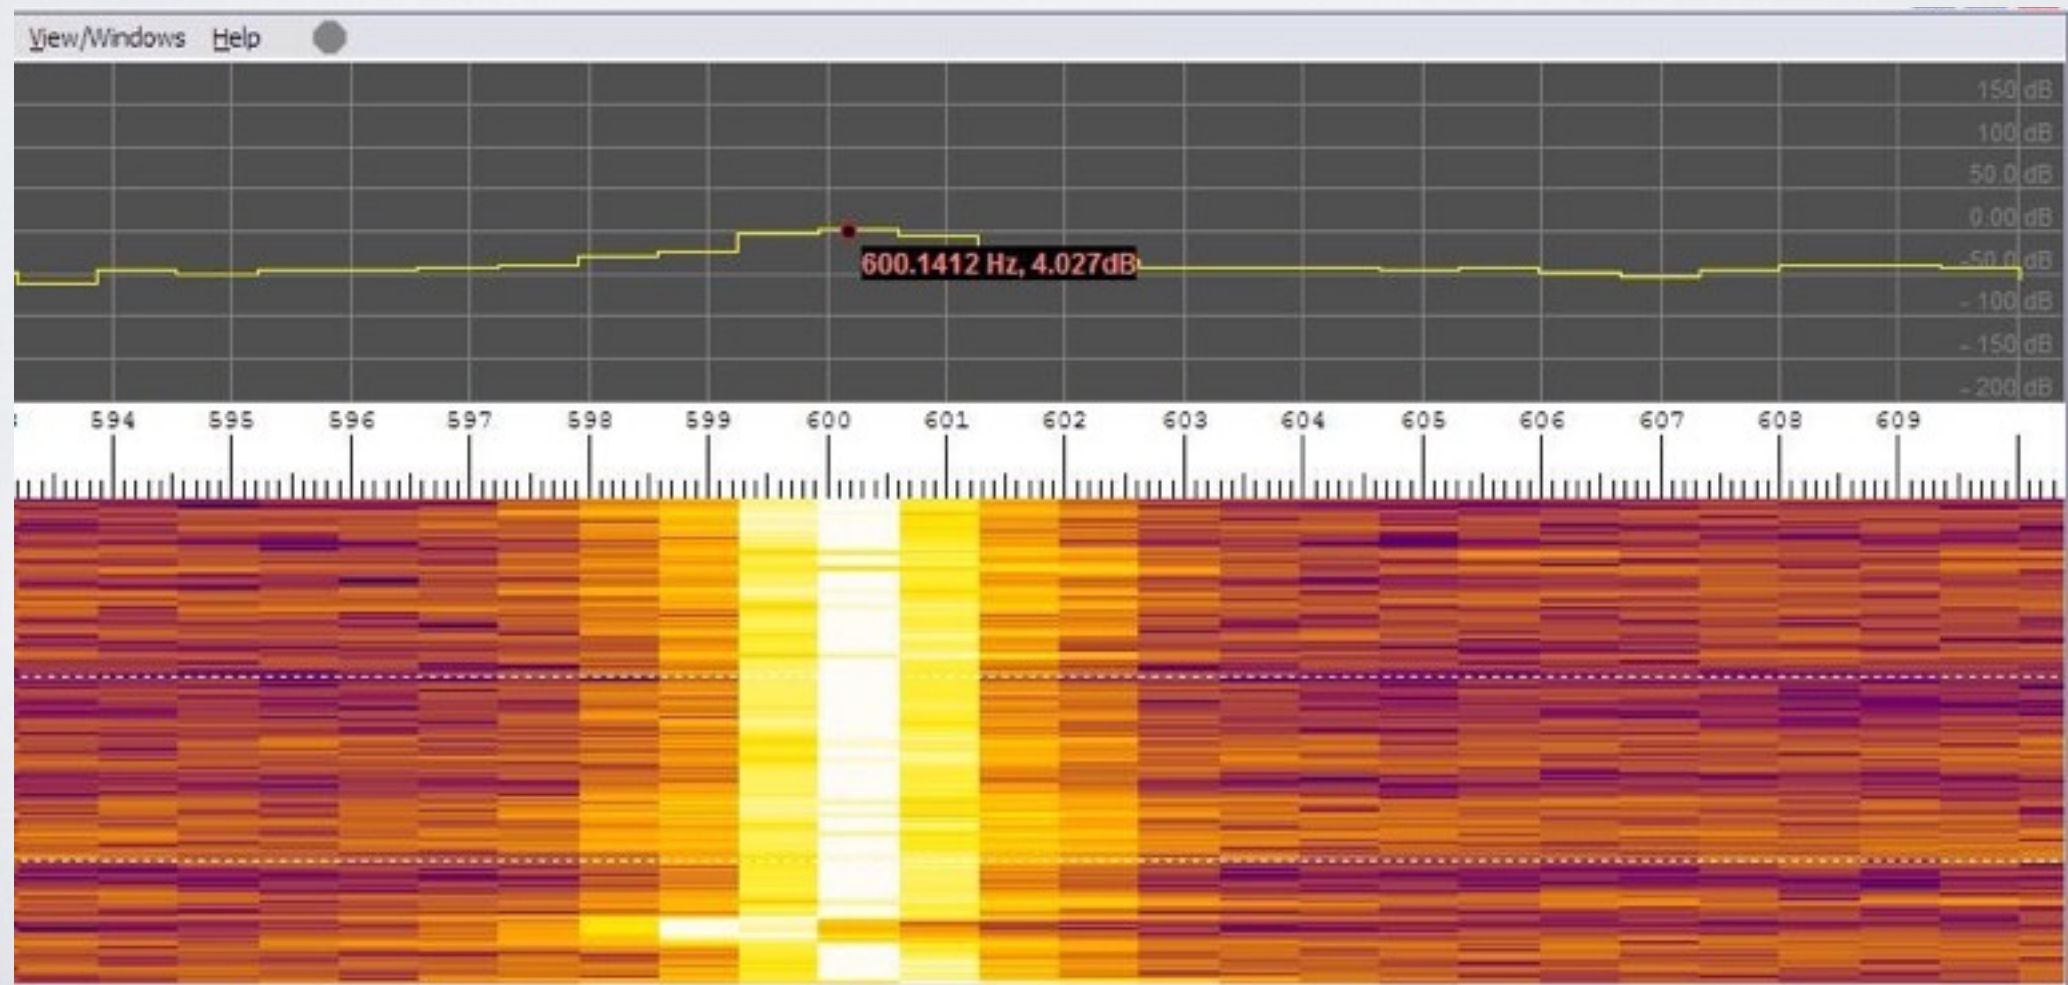 View/Windows Help
150 dB
100 dB
50.0 dB
0.00 dB
600.1412 Hz, 4.027dB
-50.0 dB
- 100 dB
- 150 dB
- 200 dB
594 595 596 597 598 599 600 601 602 603 604 605 606 607 608 609